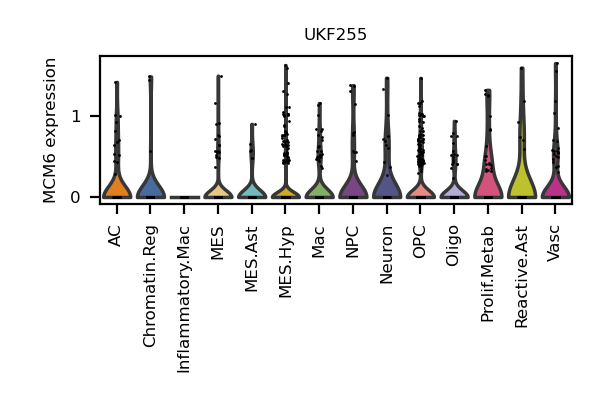 UKF255
MCM6 expression
1
0
AC
Chromatin.Reg
Inflammatory.Mac
MES
MES.Ast
MES.Hyp
Mac
NPC
Neuron
OPC
Oligo
Prolif.Metab
Reactive.Ast
Vasc